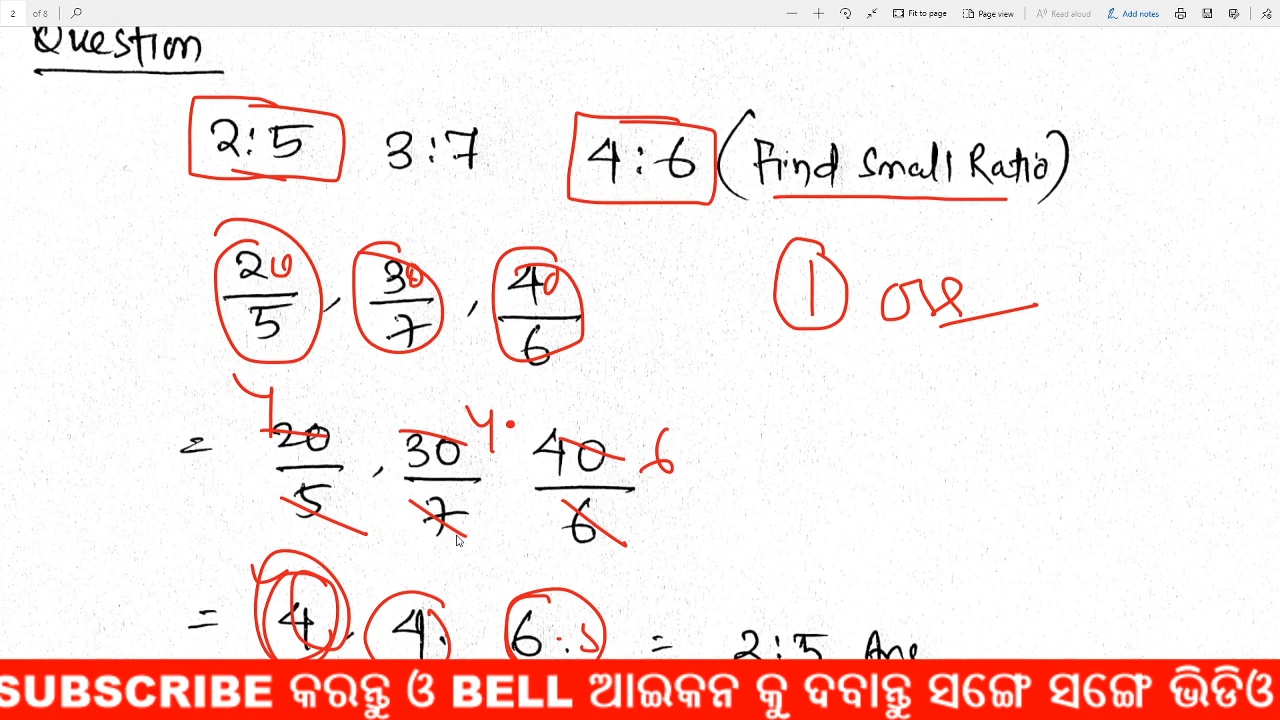 2 of 8 Fit to page Page view Read aloud Add notes
Question
2:5 3:7 4:6 (Find Small Ratio)
20/5 , 30/7 , 40/6 1
4 4. 6
= 20/5 , 30/7 40/6
= 4, 4. 6.5 = 2:5 Ans
SUBSCRIBE କରନ୍ତୁ ଓ BELL ଆଇକନ କୁ ଦବାନ୍ତୁ ସଙ୍ଗେ ସଙ୍ଗେ ଭିଡିଓ